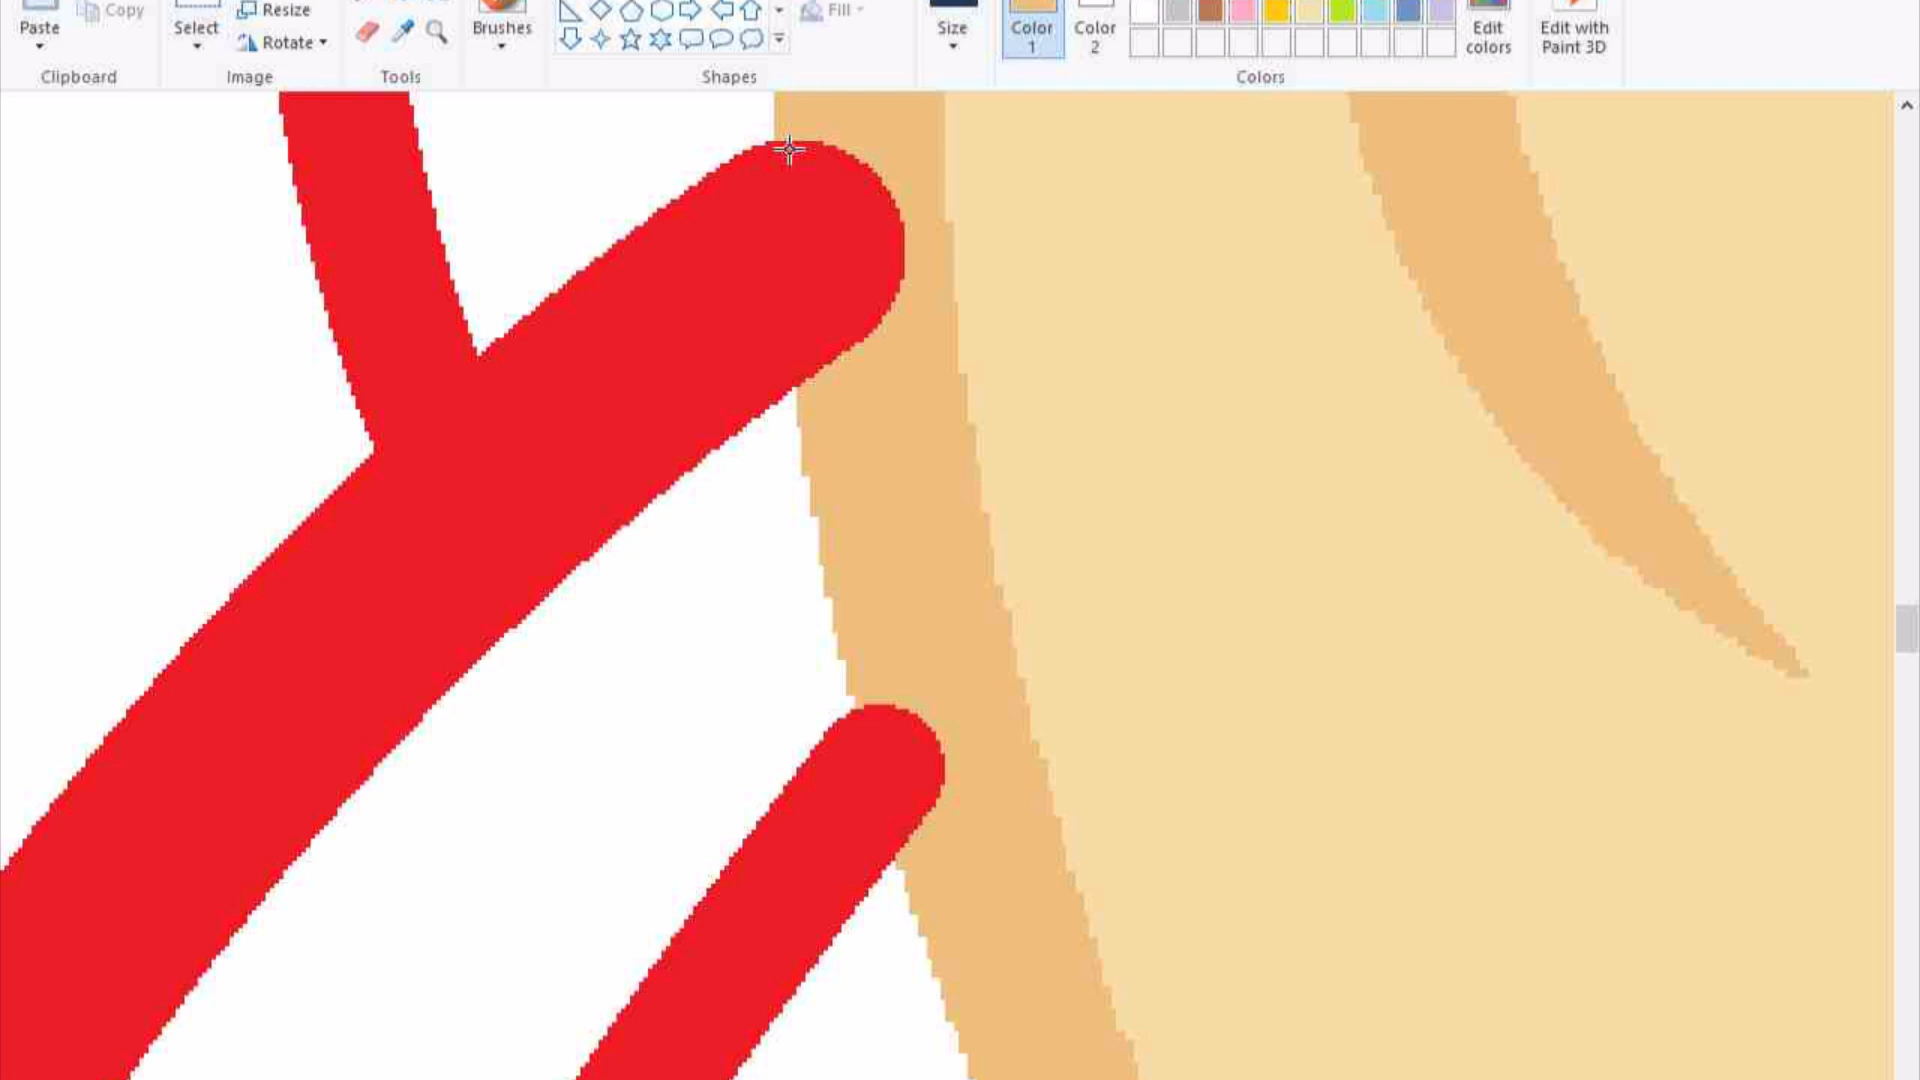 Paste
Copy
Clipboard
Select
Resize
Rotate
Image
Tools
Brushes
Fill
Shapes
Size
Color
1
Color
2
Edit
colors
Colors
Edit with
Paint 3D